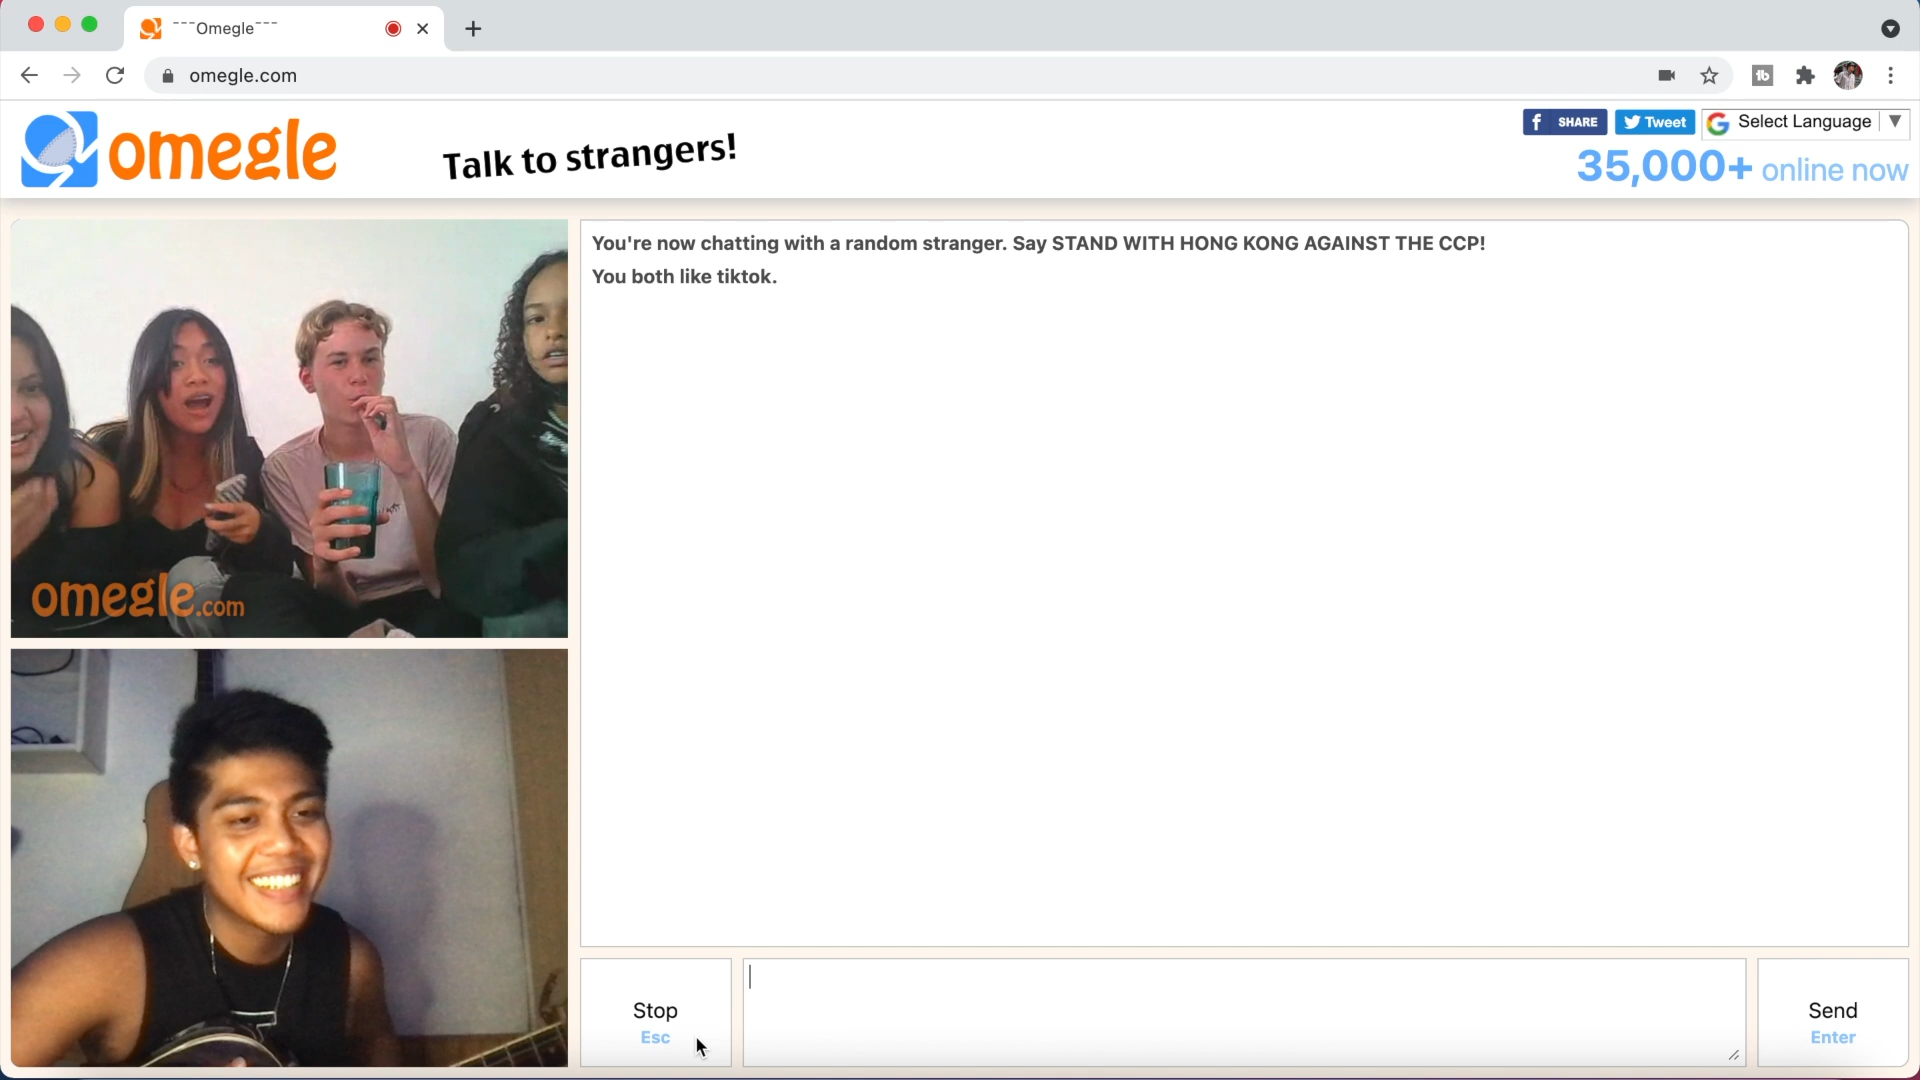 ---Omegle---
omegle.com
omegle
Talk to strangers!
f SHARE
Tweet
G Select Language ▼
35,000+ online now
You're now chatting with a random stranger. Say STAND WITH HONG KONG AGAINST THE CCP!
You both like tiktok.
omegle.com
Stop
Esc
Send
Enter